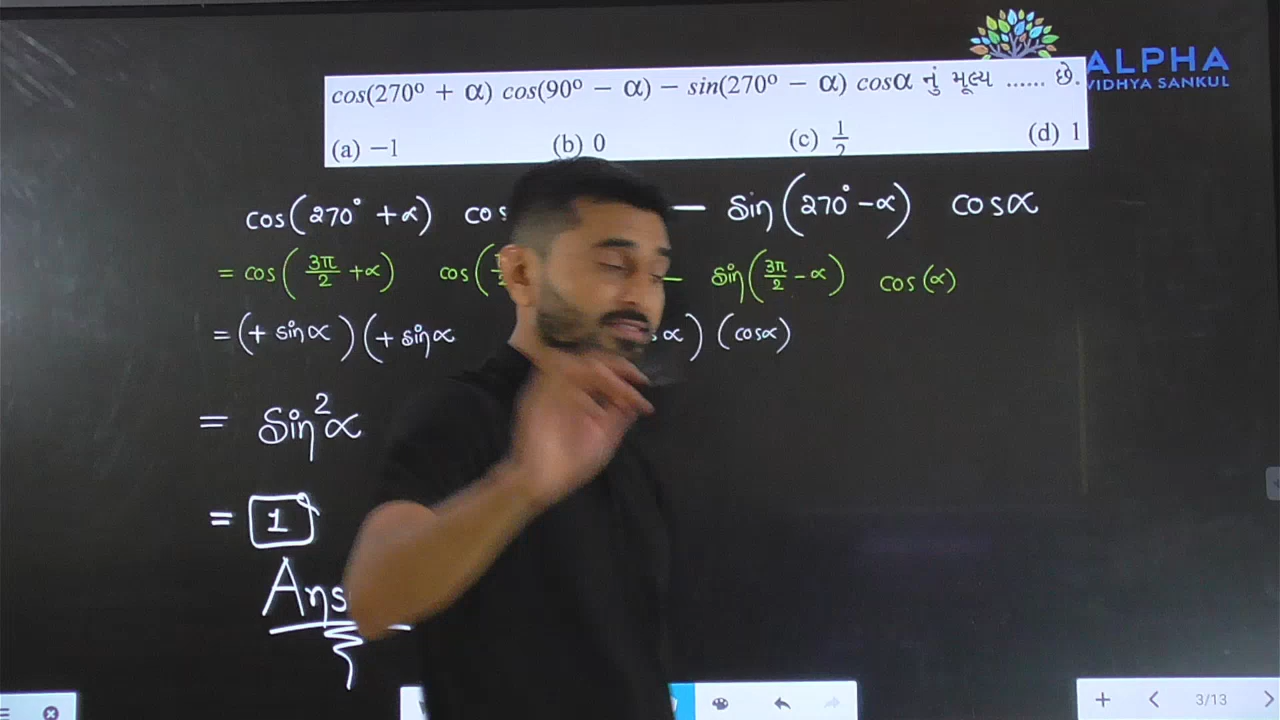 ALPHA
VIDHYA SANKUL
cos(270° + α) cos(90° − α) − sin(270° − α) cosα નું મૂલ્ય ...... છે.
(a) −1 (b) 0 (c) 1/2 (d) 1
cos(270° +α) cos − sin(270° −α) cosα
= cos(3π/2 +α) cos( − sin(3π/2 −α) cos(α)
= (+ sinα)(+ sinα α) (cosα)
= sin²α
= 1
Ans
3/13